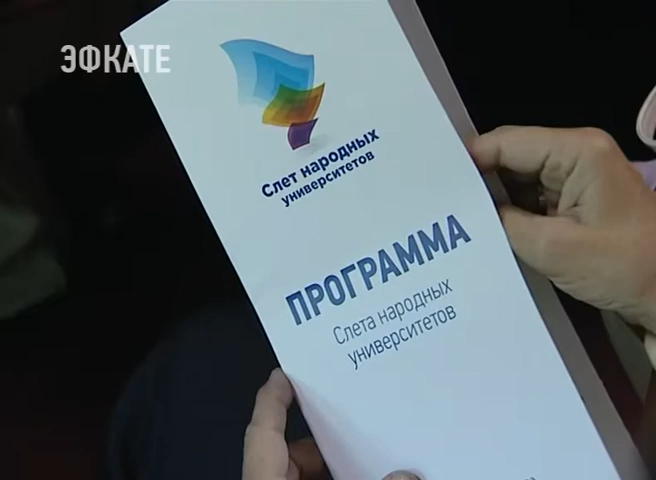 ЭФКАТЕ
Слет народных
университетов
ПРОГРАММА
Слета народных
университетов